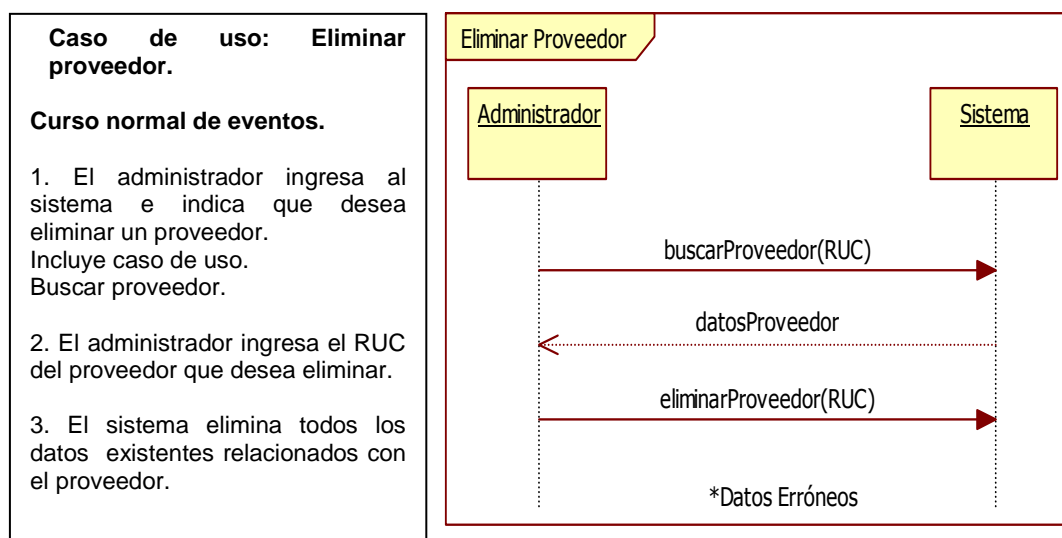 Caso de uso: Eliminar
proveedor.
Curso normal de eventos.
1. El administrador ingresa al
sistema e indica que desea
eliminar un proveedor.
Incluye caso de uso.
Buscar proveedor.
2. El administrador ingresa el RUC
del proveedor que desea eliminar.
3. El sistema elimina todos los
datos existentes relacionados con
el proveedor.
Eliminar Proveedor
Administrador
Sistema
buscarProveedor(RUC)
datosProveedor
eliminarProveedor(RUC)
*Datos Erróneos